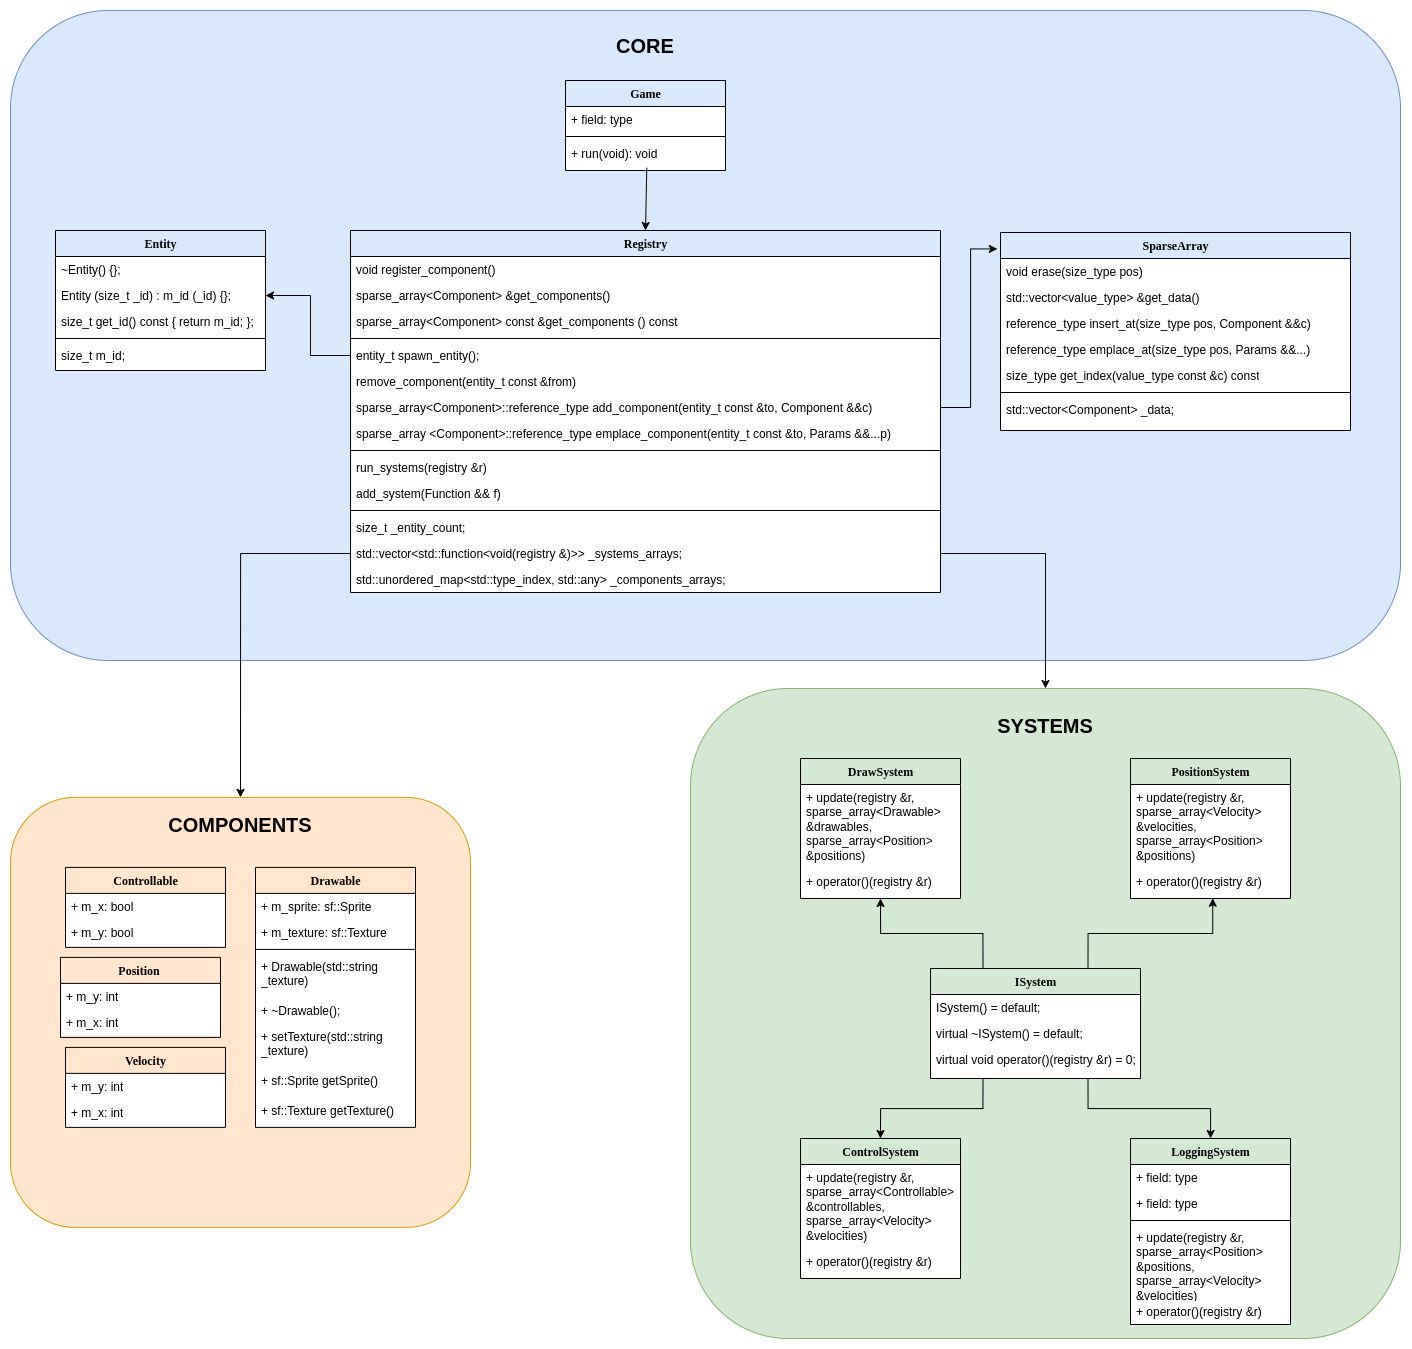 CORE
Game
+ field: type
+ run(void): void
Entity
~Entity() {};
Entity (size_t _id) : m_id (_id) {};
size_t get_id() const { return m_id; };
size_t m_id;
Registry
void register_component()
sparse_array<Component> &get_components()
sparse_array<Component> const &get_components () const
entity_t spawn_entity();
remove_component(entity_t const &from)
sparse_array<Component>::reference_type add_component(entity_t const &to, Component &&c)
sparse_array <Component>::reference_type emplace_component(entity_t const &to, Params &&...p)
run_systems(registry &r)
add_system(Function && f)
size_t _entity_count;
std::vector<std::function<void(registry &)>> _systems_arrays;
std::unordered_map<std::type_index, std::any> _components_arrays;
SparseArray
void erase(size_type pos)
std::vector<value_type> &get_data()
reference_type insert_at(size_type pos, Component &&c)
reference_type emplace_at(size_type pos, Params &&...)
size_type get_index(value_type const &c) const
std::vector<Component> _data;
COMPONENTS
Controllable
+ m_x: bool
+ m_y: bool
Position
+ m_y: int
+ m_x: int
Velocity
+ m_y: int
+ m_x: int
Drawable
+ m_sprite: sf::Sprite
+ m_texture: sf::Texture
+ Drawable(std::string
_texture)
+ ~Drawable();
+ setTexture(std::string
_texture)
+ sf::Sprite getSprite()
+ sf::Texture getTexture()
SYSTEMS
DrawSystem
+ update(registry &r,
sparse_array<Drawable>
&drawables,
sparse_array<Position>
&positions)
+ operator()(registry &r)
PositionSystem
+ update(registry &r,
sparse_array<Velocity>
&velocities,
sparse_array<Position>
&positions)
+ operator()(registry &r)
ISystem
ISystem() = default;
virtual ~ISystem() = default;
virtual void operator()(registry &r) = 0;
ControlSystem
+ update(registry &r,
sparse_array<Controllable>
&controllables,
sparse_array<Velocity>
&velocities)
+ operator()(registry &r)
LoggingSystem
+ field: type
+ field: type
+ update(registry &r,
sparse_array<Position>
&positions,
sparse_array<Velocity>
&velocities)
+ operator()(registry &r)